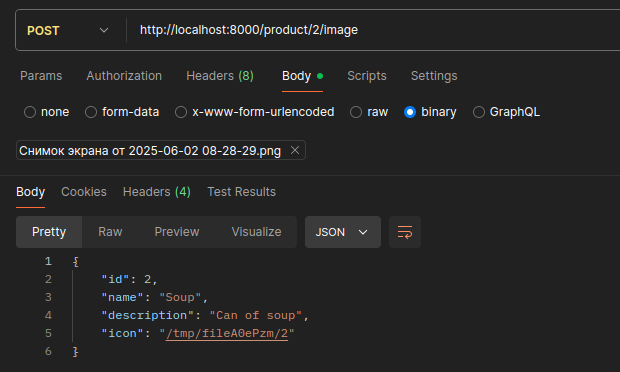 POST http://localhost:8000/product/2/image
Params Authorization Headers (8) Body Scripts Settings
none form-data x-www-form-urlencoded raw binary GraphQL
Снимок экрана от 2025-06-02 08-28-29.png
Body Cookies Headers (4) Test Results
Pretty Raw Preview Visualize JSON
1 {
2 "id": 2,
3 "name": "Soup",
4 "description": "Can of soup",
5 "icon": "/tmp/fileA0ePzm/2"
6 }